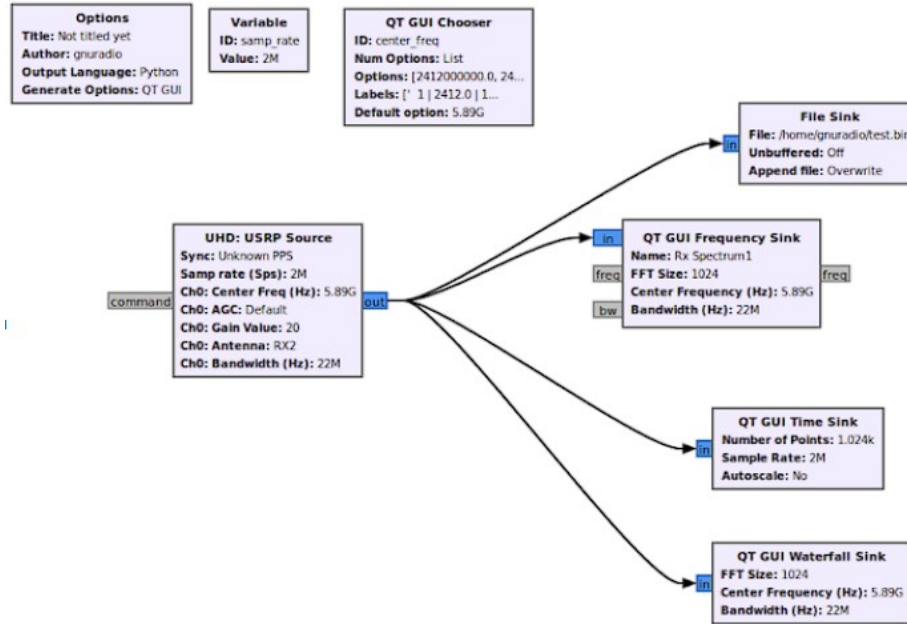 Options
Title: Not titled yet
Author: gnuradio
Output Language: Python
Generate Options: QT GUI
Variable
ID: samp_rate
Value: 2M
QT GUI Chooser
ID: center_freq
Num Options: List
Options: [2412000000.0, 24...
Labels: [' 1 | 2412.0 | 1...
Default option: 5.89G
File Sink
File: /home/gnuradio/test.bin
Unbuffered: Off
Append file: Overwrite
in
UHD: USRP Source
Sync: Unknown PPS
Samp rate (Sps): 2M
Ch0: Center Freq (Hz): 5.89G
Ch0: AGC: Default
Ch0: Gain Value: 20
Ch0: Antenna: RX2
Ch0: Bandwidth (Hz): 22M
command
out
QT GUI Frequency Sink
Name: Rx Spectrum1
FFT Size: 1024
Center Frequency (Hz): 5.89G
Bandwidth (Hz): 22M
in
freq
bw
freq
QT GUI Time Sink
Number of Points: 1.024k
Sample Rate: 2M
Autoscale: No
in
QT GUI Waterfall Sink
FFT Size: 1024
Center Frequency (Hz): 5.89G
Bandwidth (Hz): 22M
in